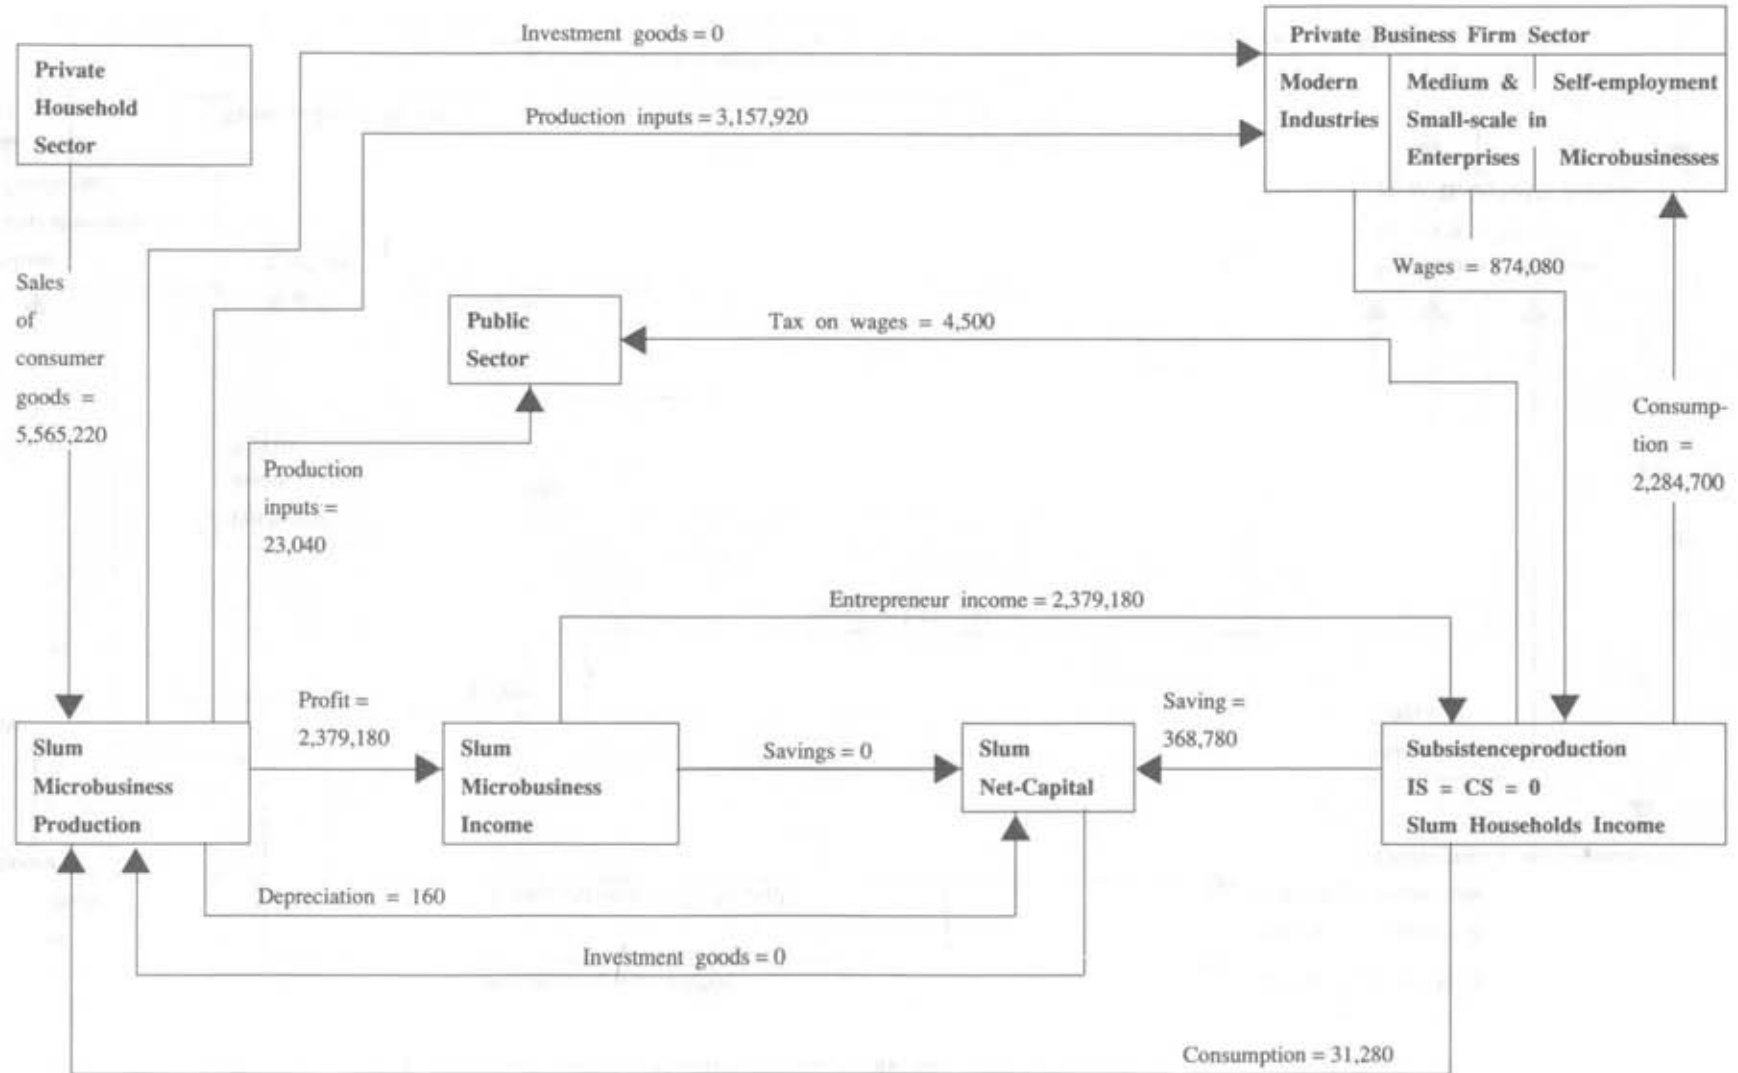 Investment goods = 0
Private Business Firm Sector
Private
Household
Sector
Modern
Industries
Medium &
Small-scale in
Enterprises
Self-employment
Microbusinesses
Production inputs = 3,157,920
Wages = 874,080
Sales
of
consumer
goods =
5,565,220
Public
Sector
Tax on wages = 4,500
Consump-
tion =
2,284,700
Production
inputs =
23,040
Entrepreneur income = 2,379,180
Profit =
2,379,180
Saving =
368,780
Slum
Microbusiness
Production
Slum
Microbusiness
Income
Savings = 0
Slum
Net-Capital
Subsistenceproduction
IS = CS = 0
Slum Households Income
Depreciation = 160
Investment goods = 0
Consumption = 31,280